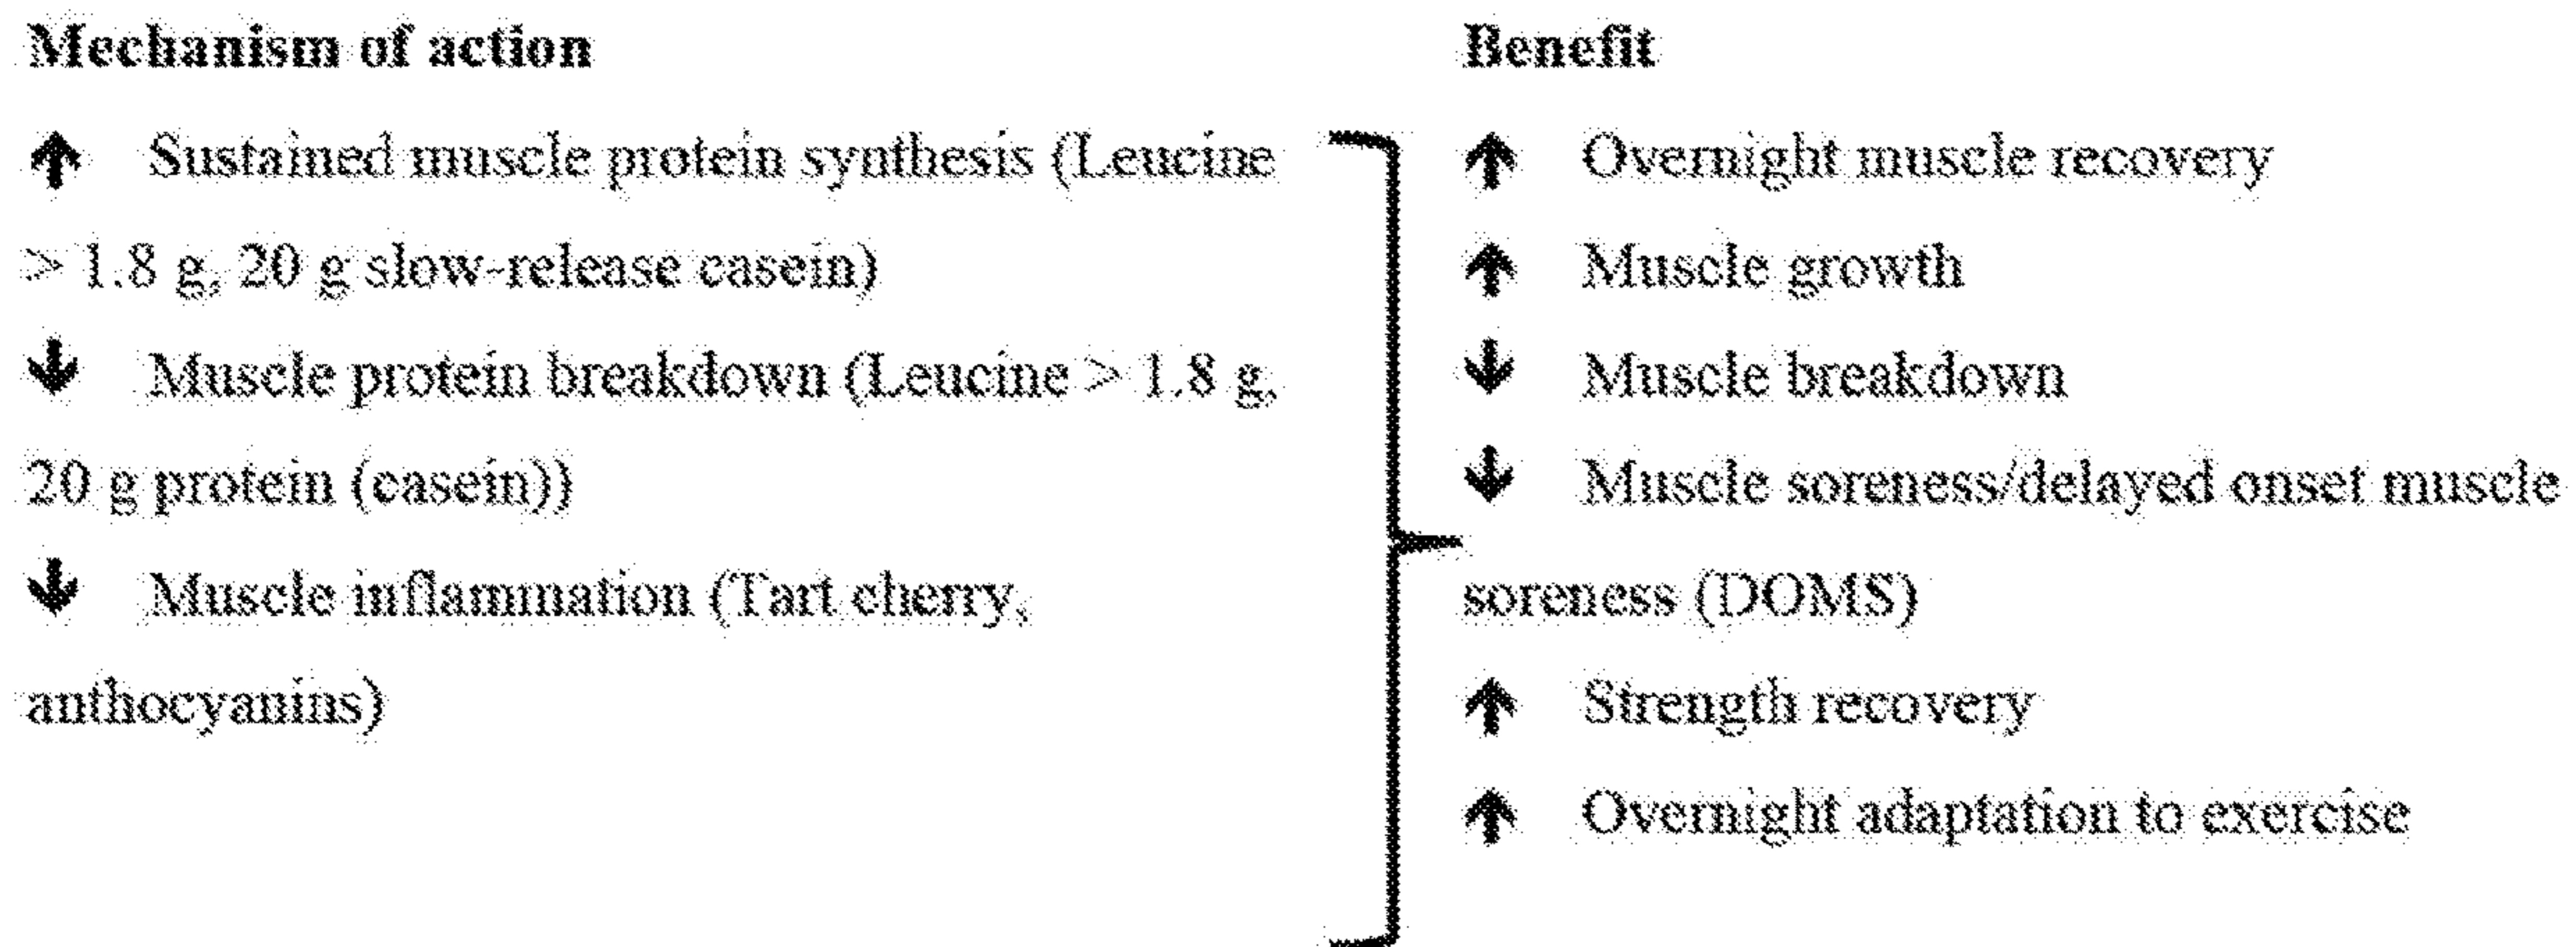 Mechanism of action
↑ Sustained muscle protein synthesis (Leucine
> 1.8 g, 20 g slow-release casein)
↓ Muscle protein breakdown (Leucine > 1.8 g,
20 g protein (casein))
↓ Muscle inflammation (Tart cherry,
anthocyanins)
Benefit
↑ Overnight muscle recovery
↑ Muscle growth
↓ Muscle breakdown
↓ Muscle soreness/delayed onset muscle
soreness (DOMS)
↑ Strength recovery
↑ Overnight adaptation to exercise